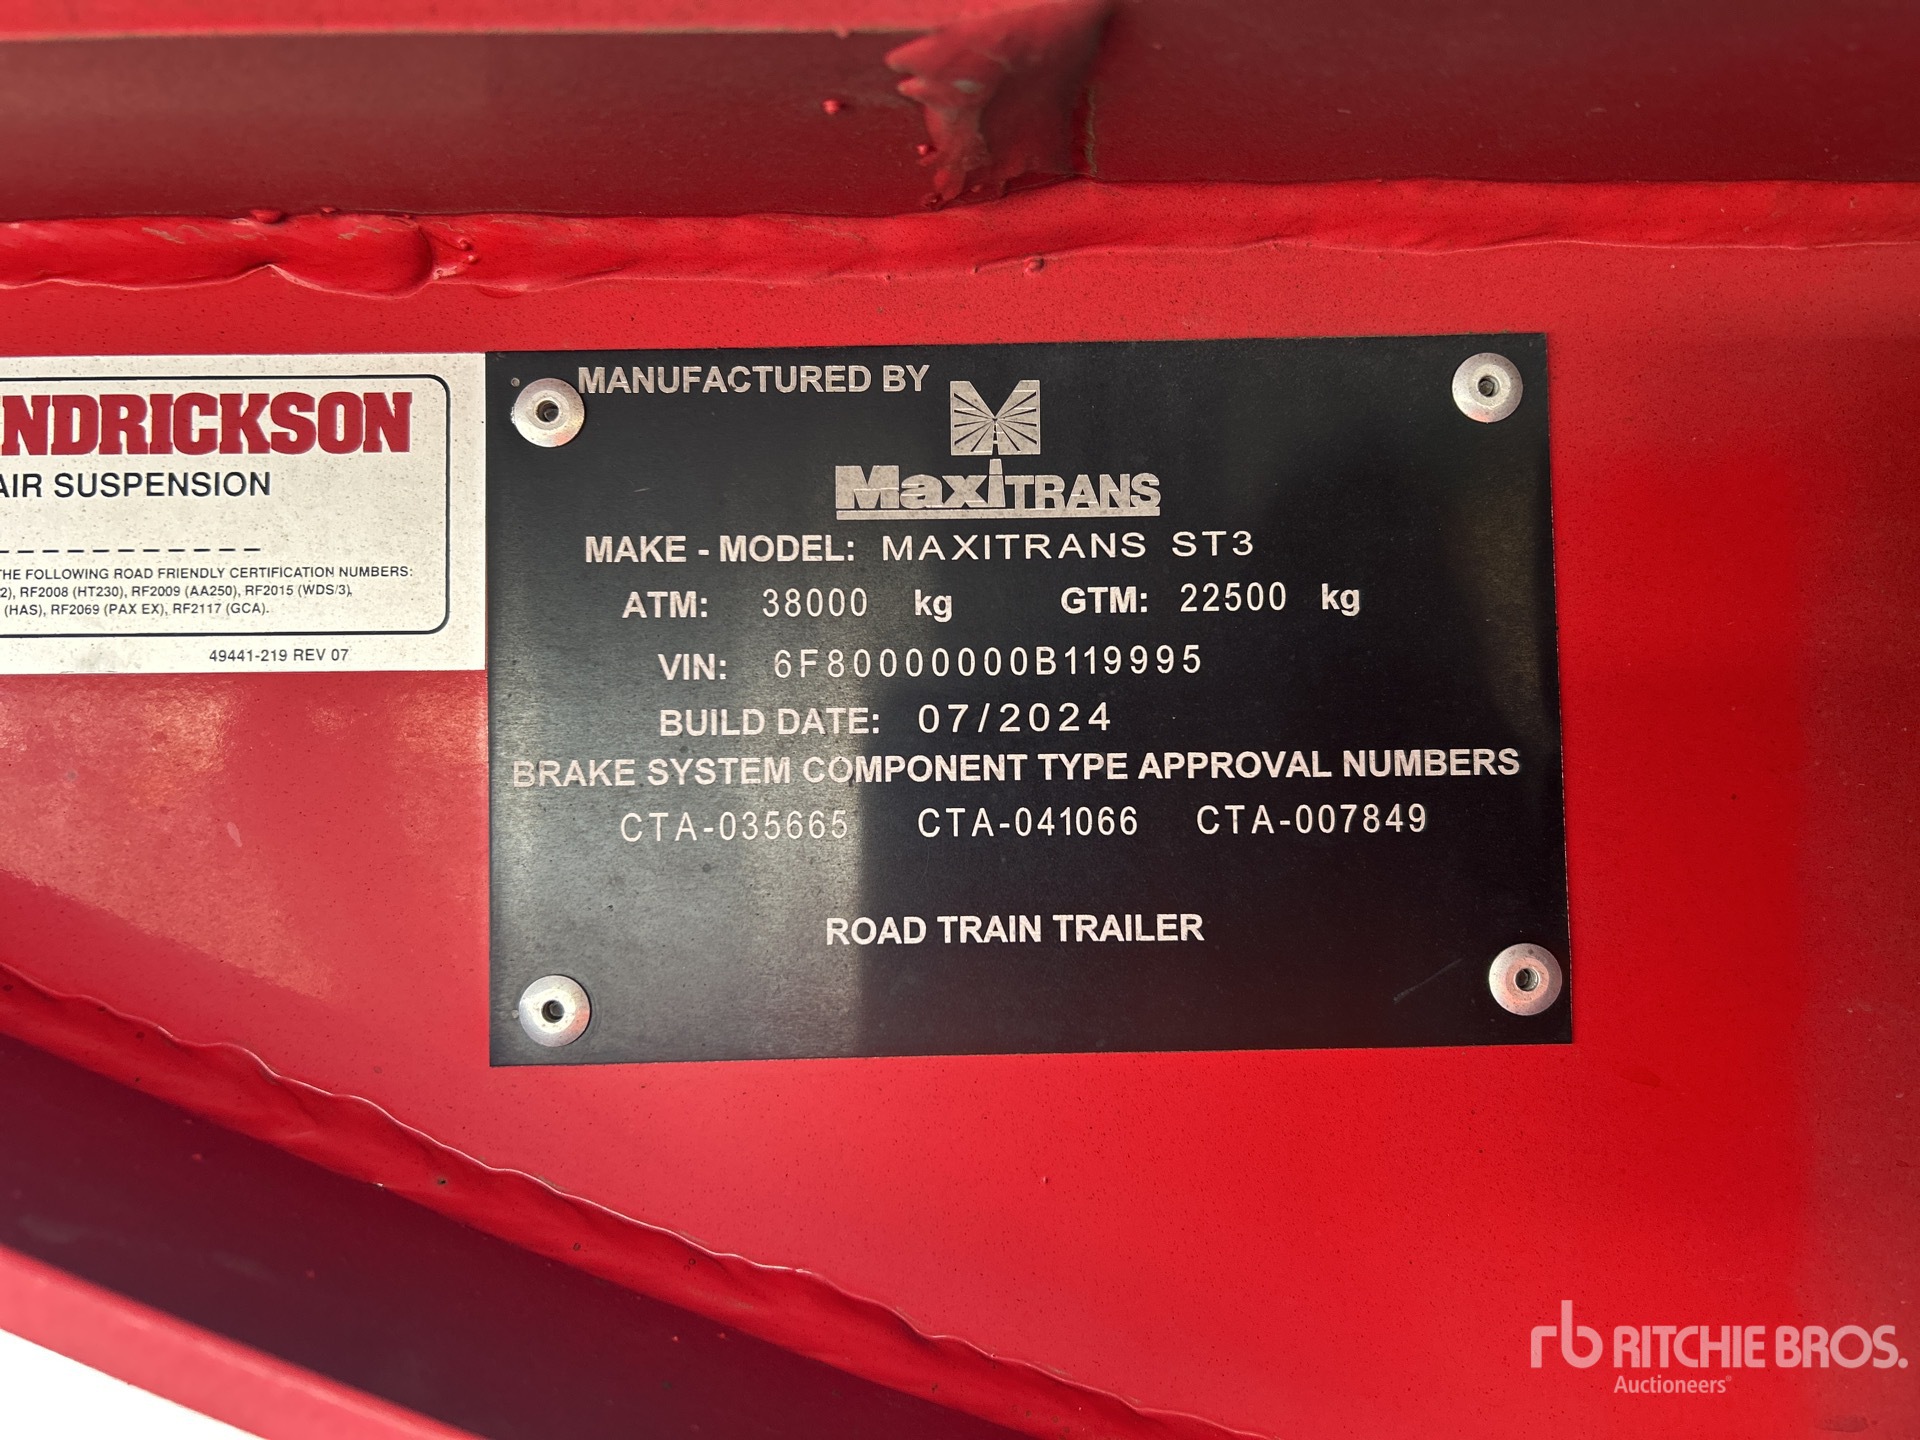 NDRICKSON
AIR SUSPENSION
THE FOLLOWING ROAD FRIENDLY CERTIFICATION NUMBERS:
2), RF2008 (HT230), RF2009 (AA250), RF2015 (WDS/3),
(HAS), RF2069 (PAX EX), RF2117 (GCA).
49441-219 REV 07
MANUFACTURED BY
MaxiTRANS
MAKE - MODEL: MAXITRANS ST3
ATM: 38000 kg GTM: 22500 kg
VIN: 6F80000000B119995
BUILD DATE: 07/2024
BRAKE SYSTEM COMPONENT TYPE APPROVAL NUMBERS
CTA-035665 CTA-041066 CTA-007849
ROAD TRAIN TRAILER
rb RITCHIE BROS.
Auctioneers